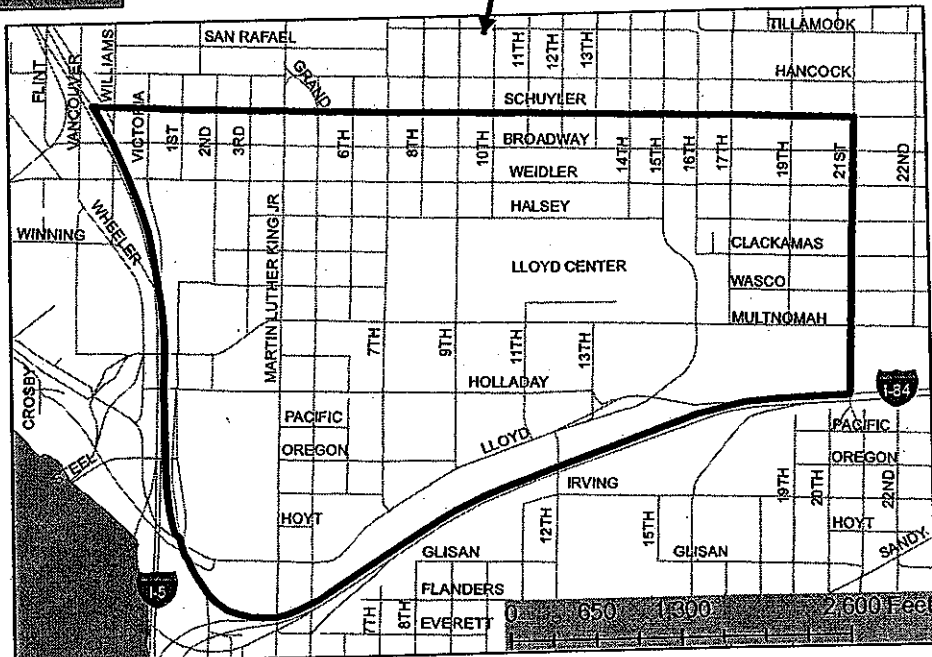 TILLAMOOK
SAN RAFAEL
FLINT
VANCOUVER
WILLIAMS
GRAND
11TH
12TH
13TH
HANCOCK
SCHUYLER
VICTORIA
1ST
2ND
3RD
6TH
8TH
10TH
BROADWAY
14TH
15TH
16TH
17TH
19TH
21ST
22ND
WEIDLER
HALSEY
WHEELER
WINNING
CLACKAMAS
LLOYD CENTER
WASCO
MARTIN LUTHER KING JR
MULTNOMAH
7TH
9TH
11TH
13TH
CROSBY
HOLLADAY
I-84
PACIFIC
LLOYD
PACIFIC
OREGON
OREGON
EEL
IRVING
19TH
20TH
22ND
HOYT
12TH
15TH
HOYT
GLISAN
GLISAN
SANDY
I-5
FLANDERS
7TH
8TH
EVERETT
0 650 1,300 2,600 Feet